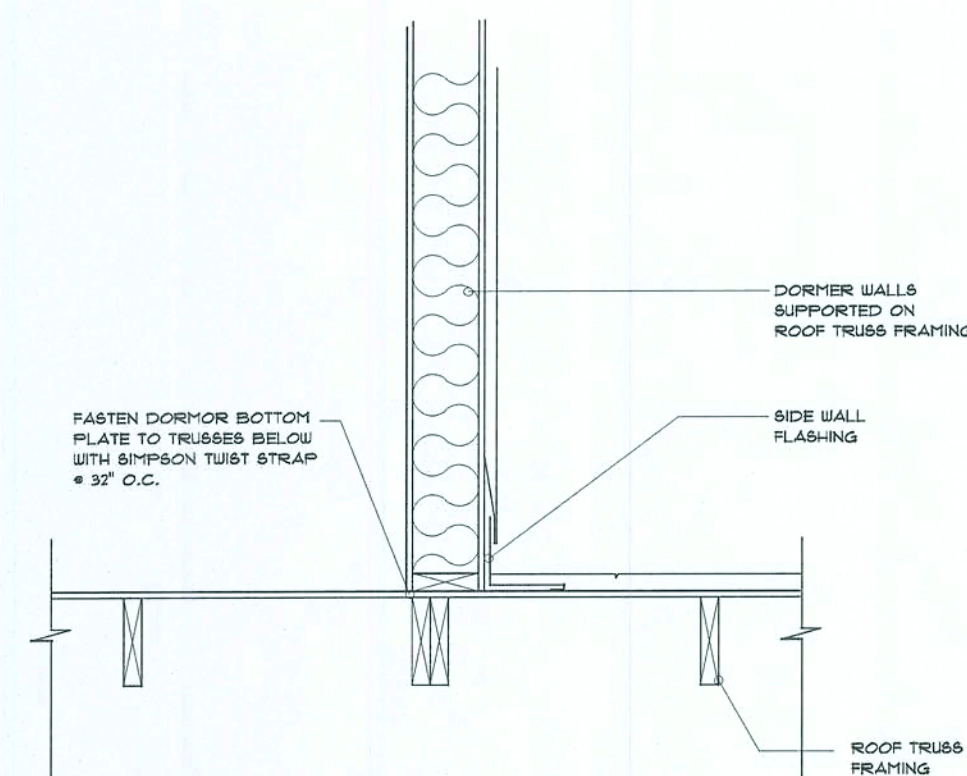 DORMER WALLS
SUPPORTED ON
ROOF TRUSS FRAMING
FASTEN DORMOR BOTTOM
PLATE TO TRUSSES BELOW
WITH SIMPSON TWIST STRAP
@ 32" O.C.
SIDE WALL
FLASHING
ROOF TRUSS
FRAMING